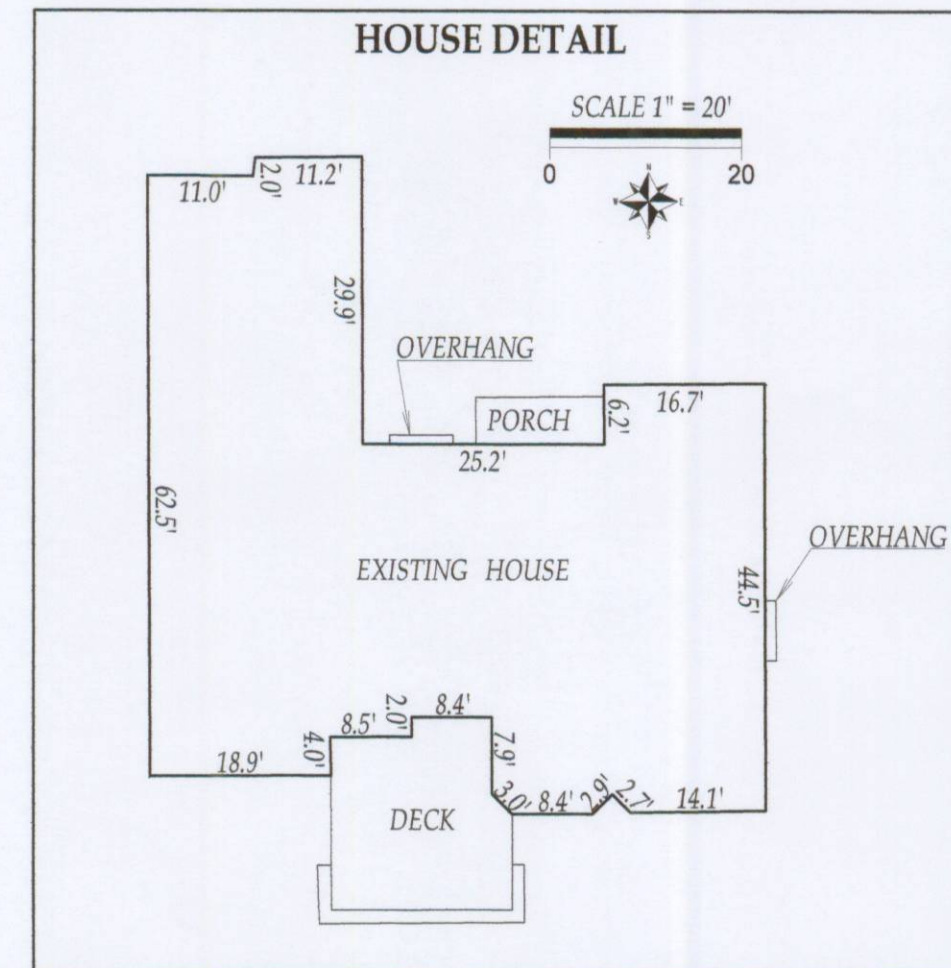 HOUSE DETAIL
SCALE 1" = 20'
0 20
N
W E
S
11.0' 2.0' 11.2'
29.9'
OVERHANG
PORCH
6.2'
16.7'
25.2'
62.5'
OVERHANG
EXISTING HOUSE
44.5'
18.9'
4.0'
8.5'
2.0'
8.4'
7.9'
3.0'
8.4'
2.9'
2.7'
14.1'
DECK